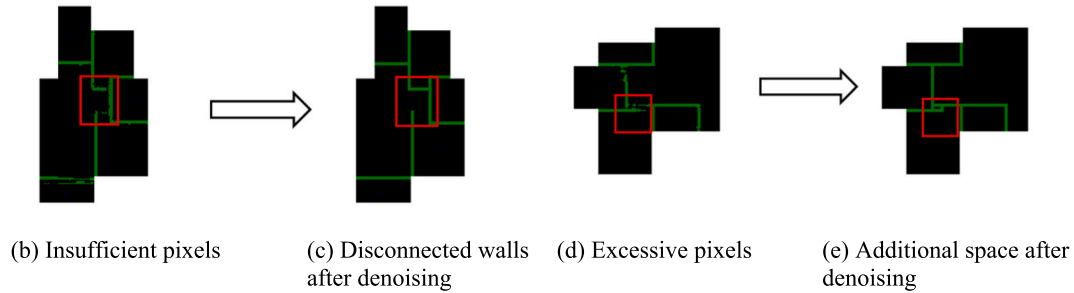 (b) Insufficient pixels
(c) Disconnected walls
after denoising
(d) Excessive pixels
(e) Additional space after
denoising